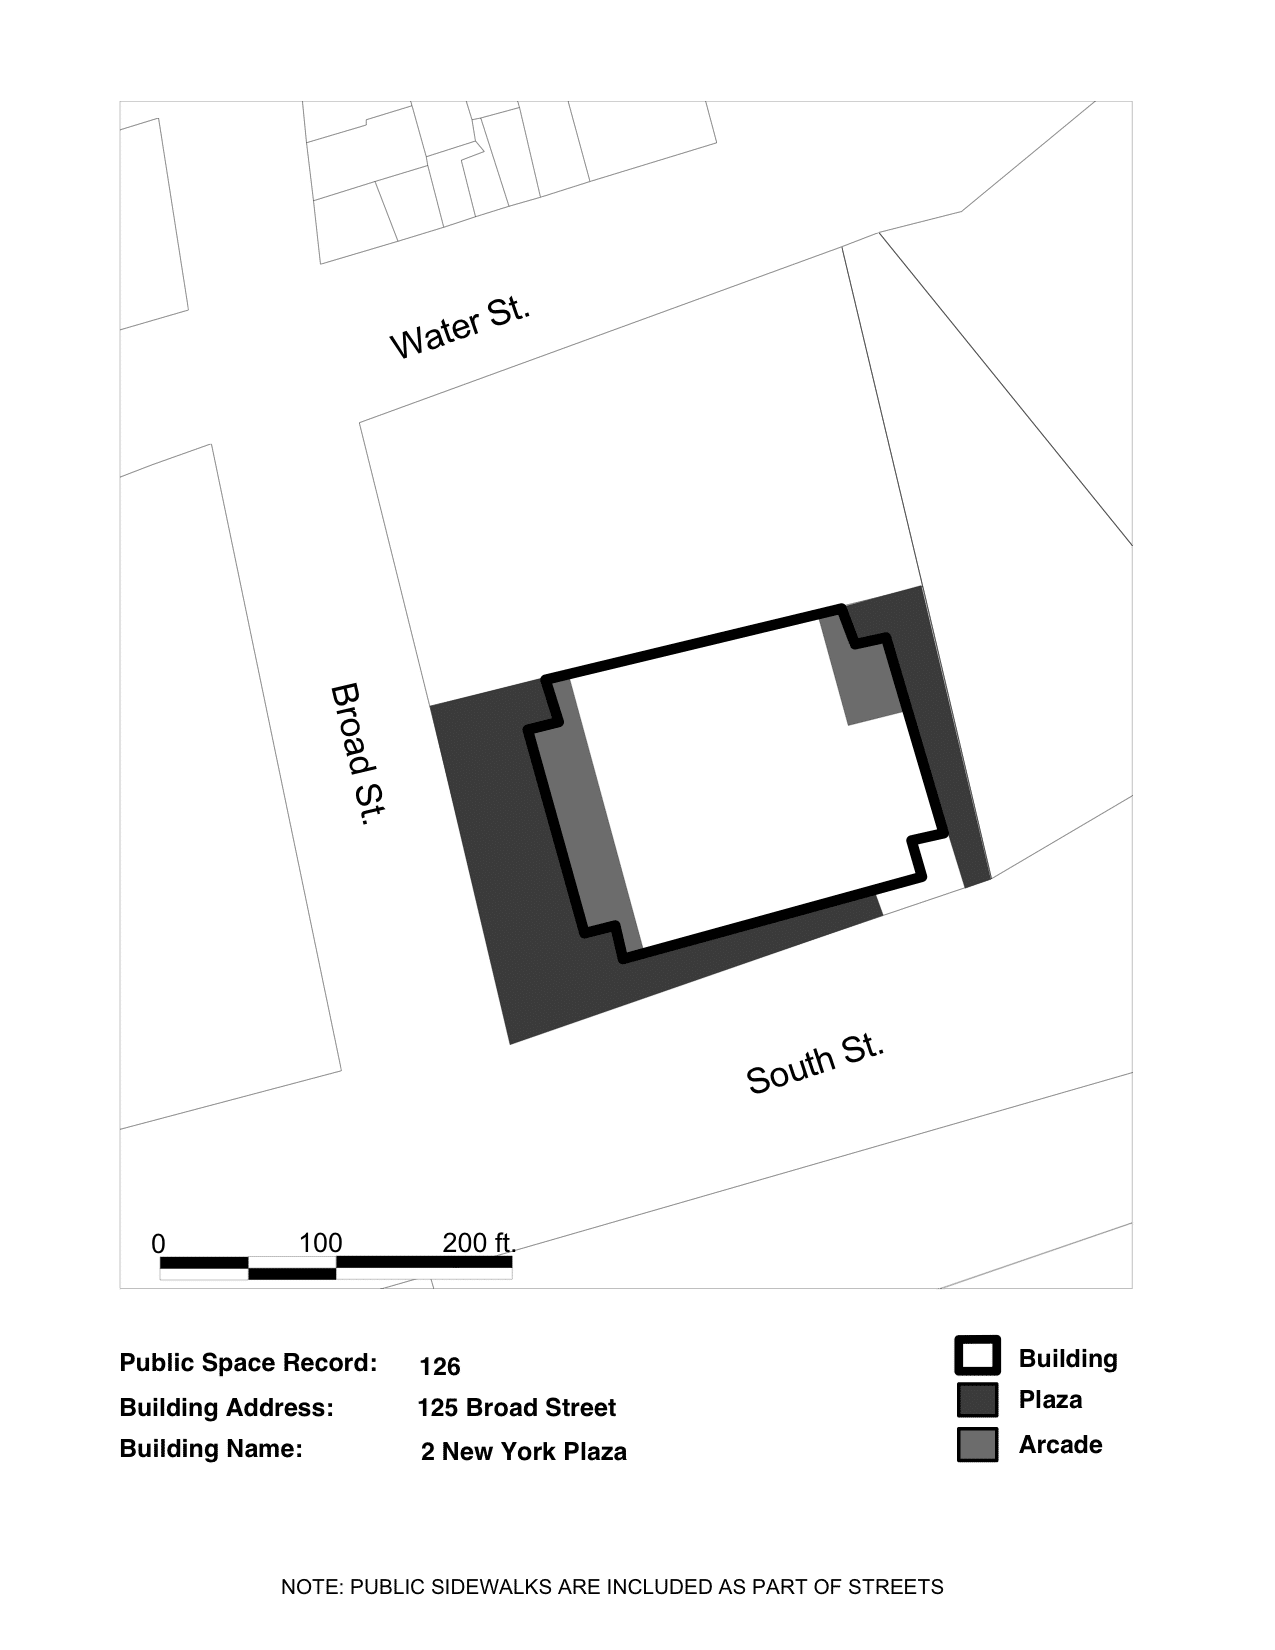 Water St.
Broad St.
South St.
0 100 200 ft.
Public Space Record: 126
Building Address: 125 Broad Street
Building Name: 2 New York Plaza
Building
Plaza
Arcade
NOTE: PUBLIC SIDEWALKS ARE INCLUDED AS PART OF STREETS